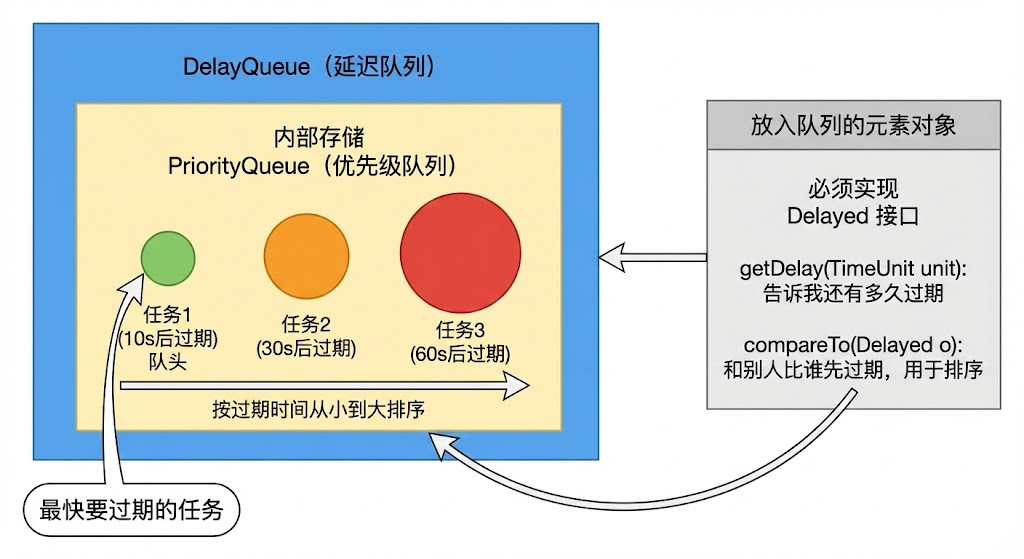 DelayQueue（延迟队列）
内部存储
PriorityQueue（优先级队列）
任务1
(10s后过期)
队头
任务2
(30s后过期)
任务3
(60s后过期)
按过期时间从小到大排序
最快要过期的任务
放入队列的元素对象
必须实现
Delayed 接口
getDelay(TimeUnit unit):
告诉我还有多久过期
compareTo(Delayed o):
和别人比谁先过期，用于排序